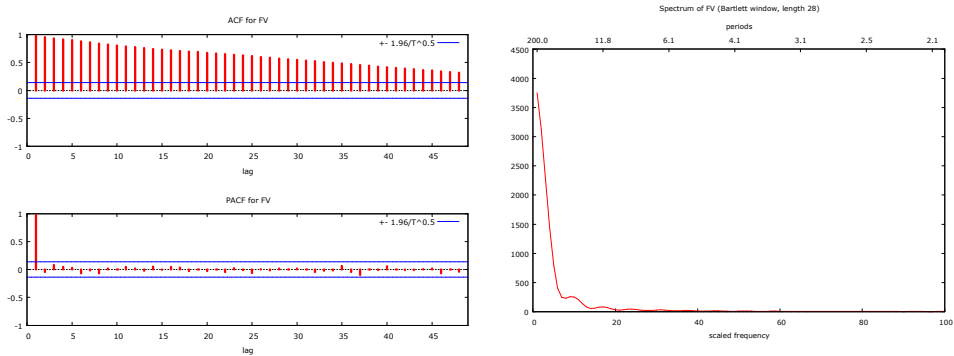 ACF for FV
+- 1.96/T^0.5
1
0.5
0
-0.5
-1
0 5 10 15 20 25 30 35 40 45
lag
PACF for FV
+- 1.96/T^0.5
1
0.5
0
-0.5
-1
0 5 10 15 20 25 30 35 40 45
lag
Spectrum of FV (Bartlett window, length 28)
periods
200.0 11.8 6.1 4.1 3.1 2.5 2.1
4500
4000
3500
3000
2500
2000
1500
1000
500
0
0 20 40 60 80 100
scaled frequency